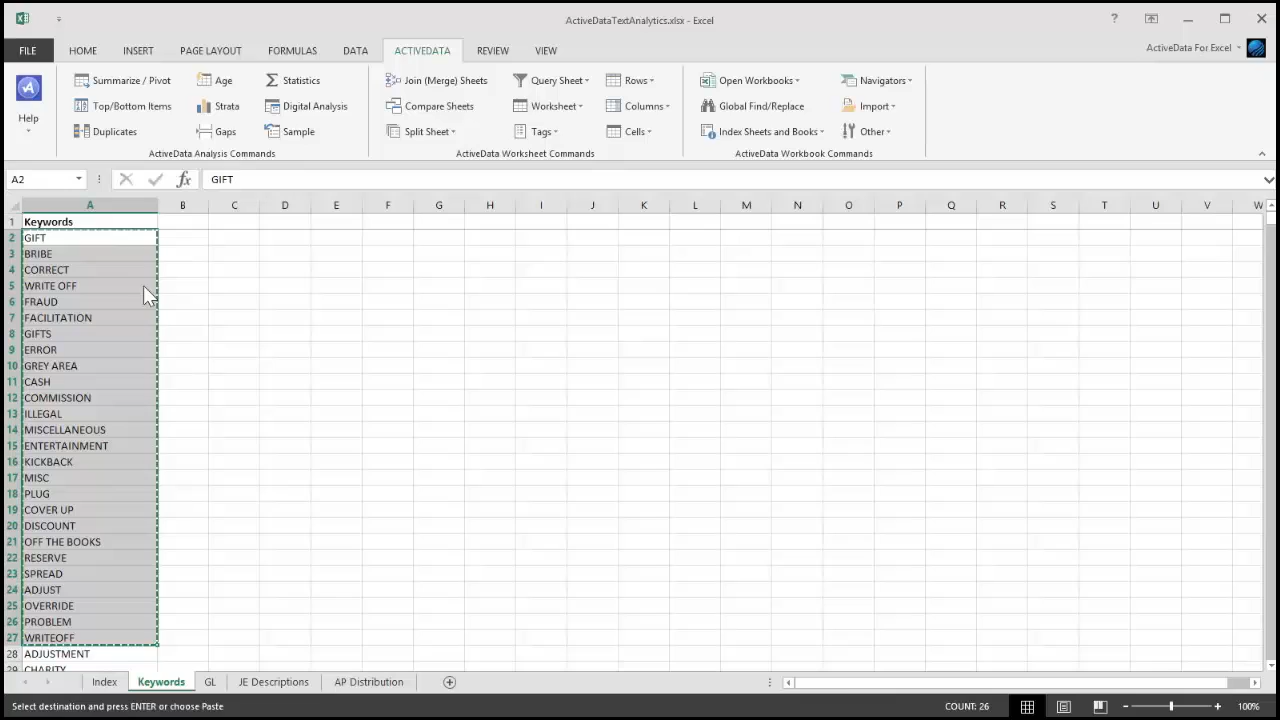 ActiveDataTextAnalytics.xlsx - Excel
?
FILE HOME INSERT PAGE LAYOUT FORMULAS DATA ACTIVEDATA REVIEW VIEW ActiveData For Excel
Summarize / Pivot Age Statistics Join (Merge) Sheets Query Sheet Rows Open Workbooks Navigators
Top/Bottom Items Strata Digital Analysis Compare Sheets Worksheet Columns Global Find/Replace Import
Help Duplicates Gaps Sample Split Sheet Tags Cells Index Sheets and Books Other
ActiveData Analysis Commands ActiveData Worksheet Commands ActiveData Workbook Commands
A2 fx GIFT
A B C D E F G H I J K L M N O P Q R S T U V W
1 Keywords
2 GIFT
3 BRIBE
4 CORRECT
5 WRITE OFF
6 FRAUD
7 FACILITATION
8 GIFTS
9 ERROR
10 GREY AREA
11 CASH
12 COMMISSION
13 ILLEGAL
14 MISCELLANEOUS
15 ENTERTAINMENT
16 KICKBACK
17 MISC
18 PLUG
19 COVER UP
20 DISCOUNT
21 OFF THE BOOKS
22 RESERVE
23 SPREAD
24 ADJUST
25 OVERRIDE
26 PROBLEM
27 WRITEOFF
28 ADJUSTMENT
29 CHARITY
Index Keywords GL JE Descriptions AP Distribution
Select destination and press ENTER or choose Paste COUNT: 26 100%